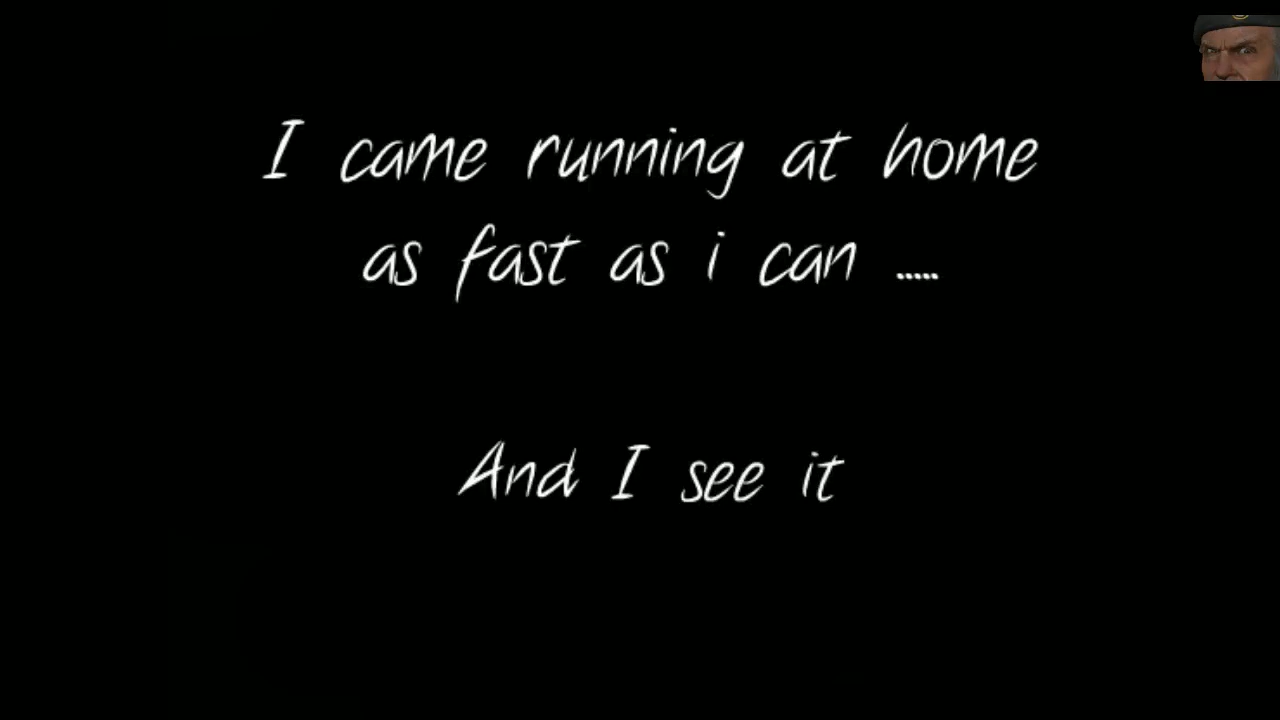 I came running at home
as fast as i can .....
And I see it